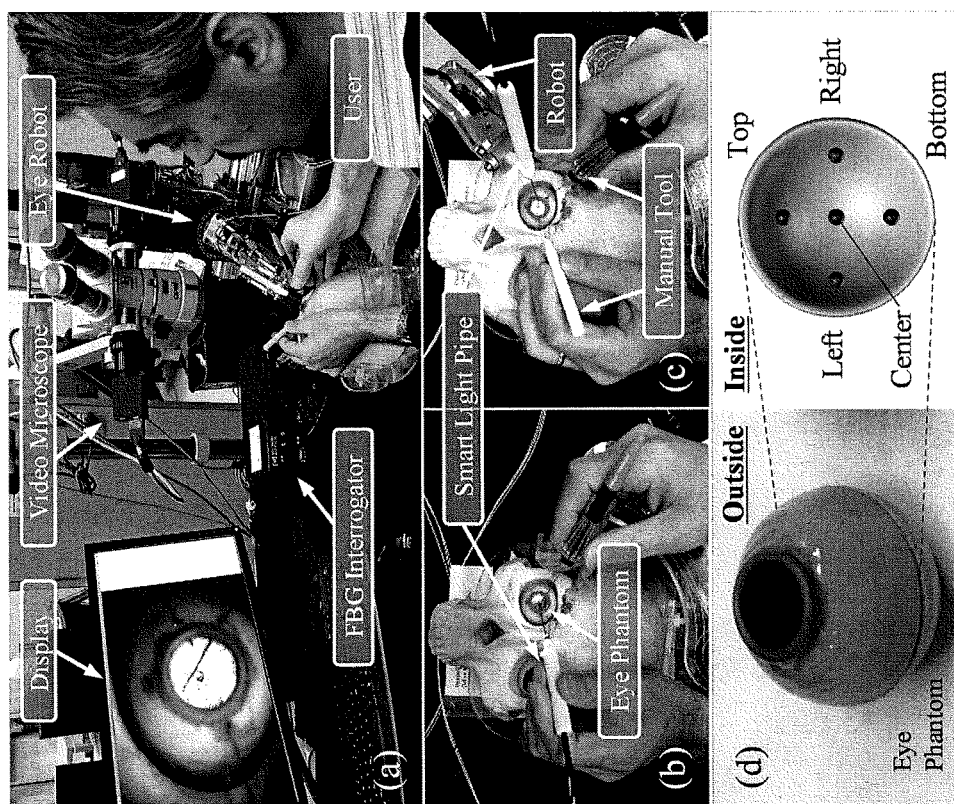 Display
Video Microscope
Eye Robot
FBG Interrogator
User
(a)
Smart Light Pipe
Eye Phantom
(b)
Robot
Manual Tool
(c)
(d)
Outside
Inside
Eye
Phantom
Top
Left
Right
Center
Bottom